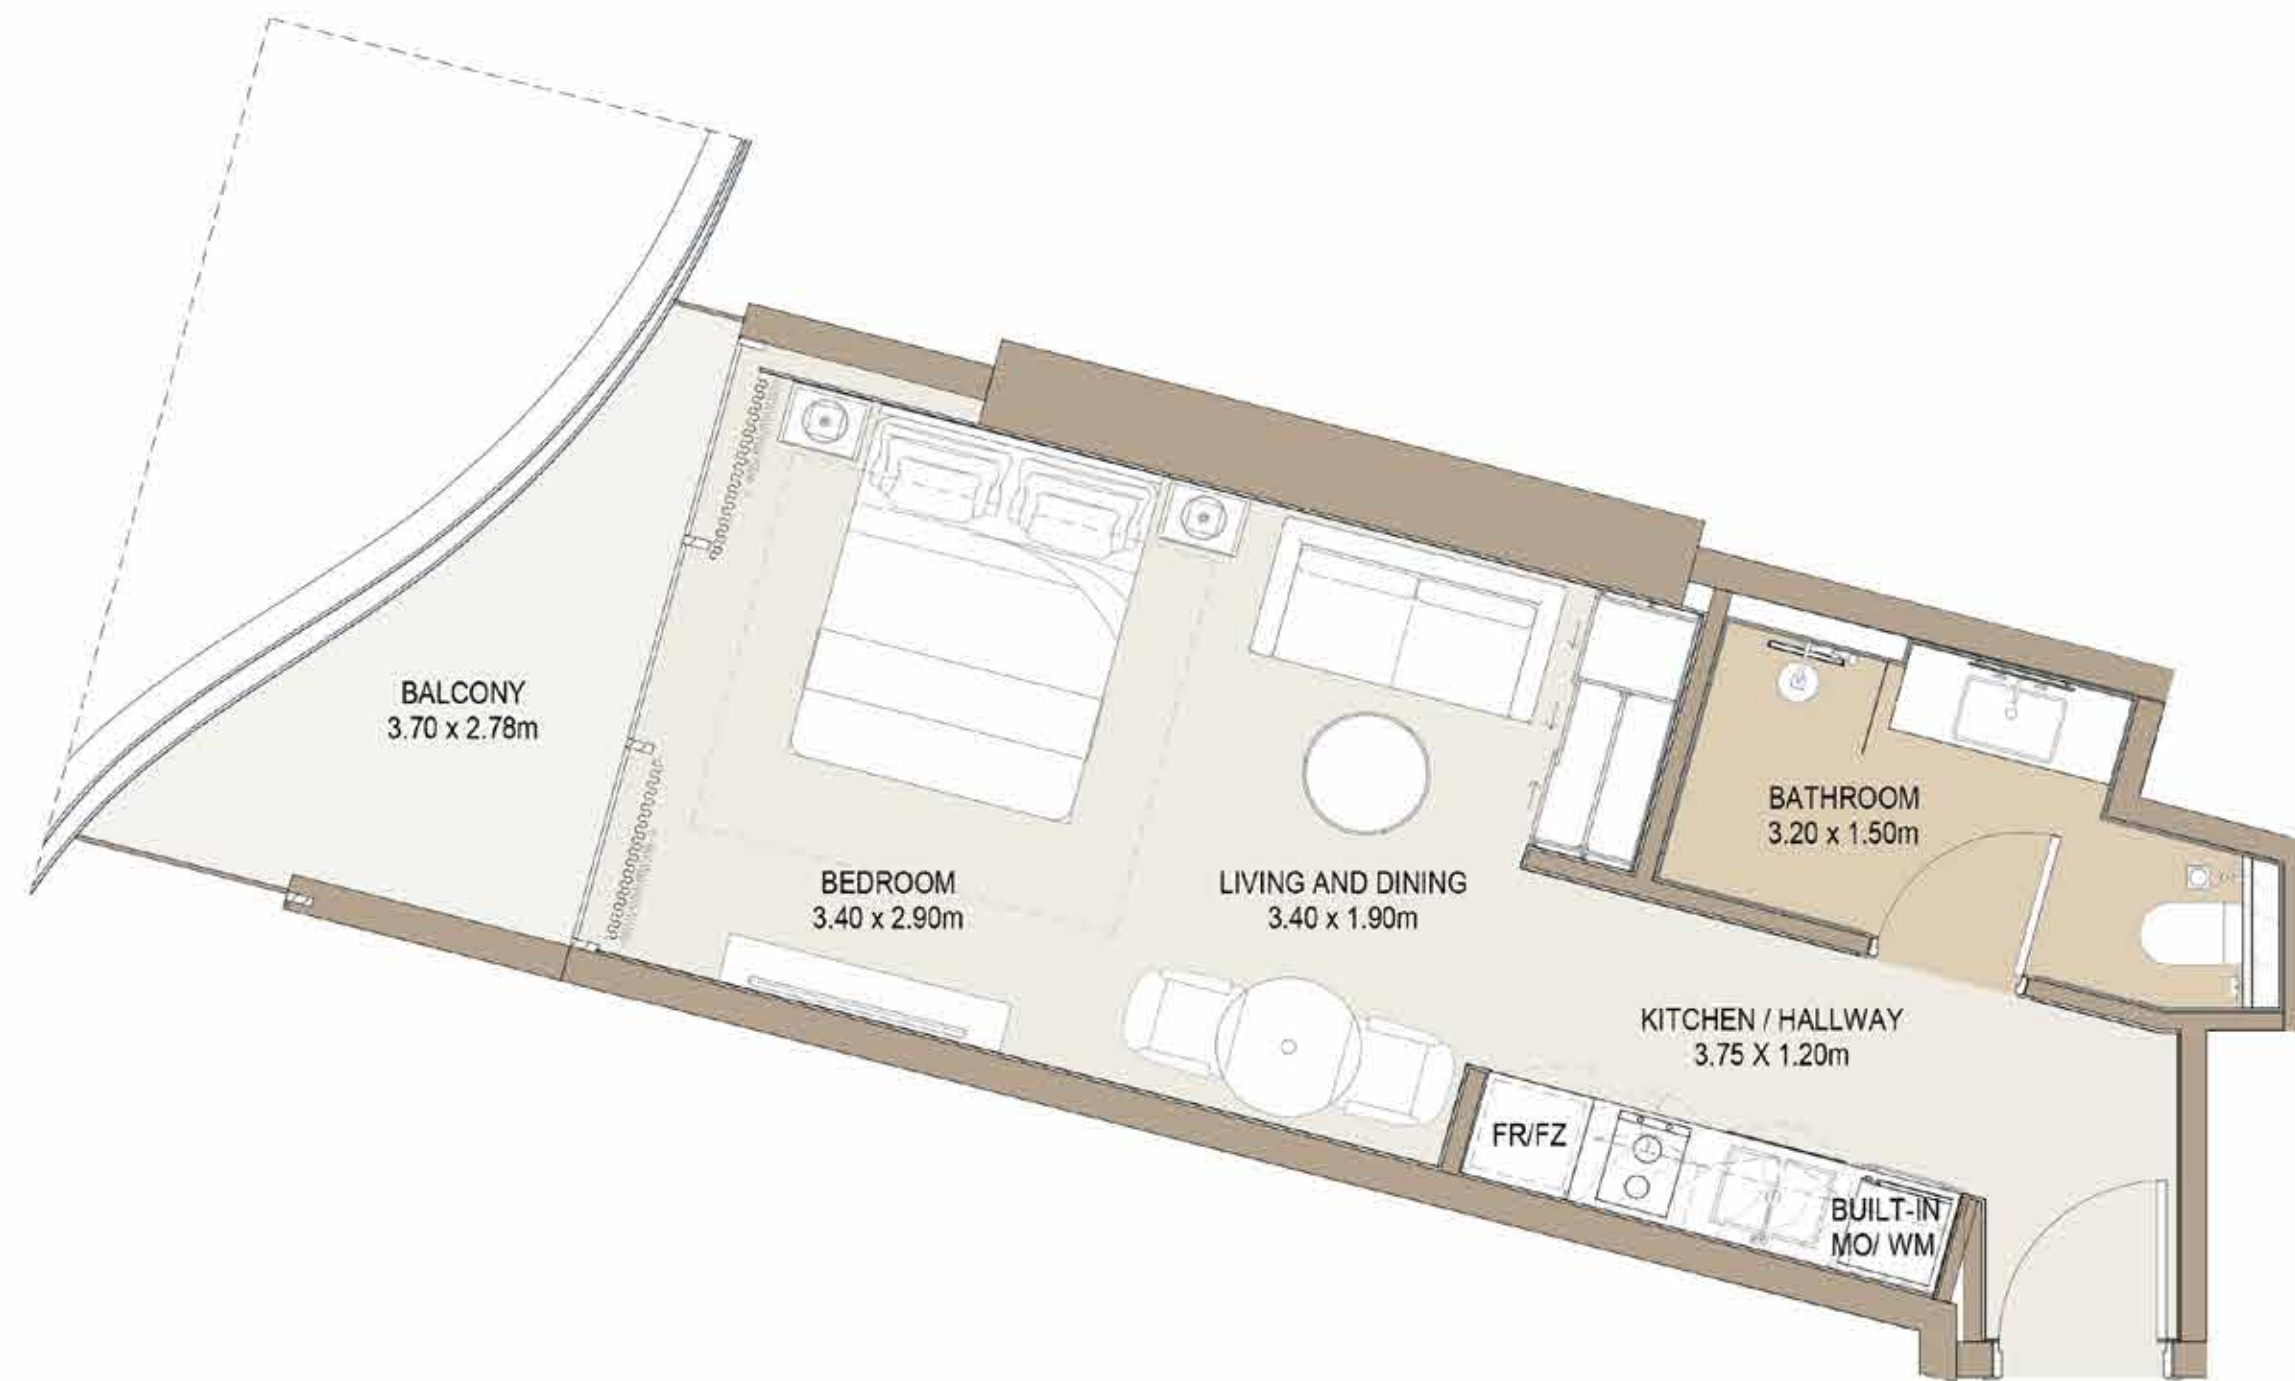 BALCONY
3.70 x 2.78m
BEDROOM
3.40 x 2.90m
LIVING AND DINING
3.40 x 1.90m
BATHROOM
3.20 x 1.50m
KITCHEN / HALLWAY
3.75 X 1.20m
FR/FZ
BUILT-IN
MO/ WM